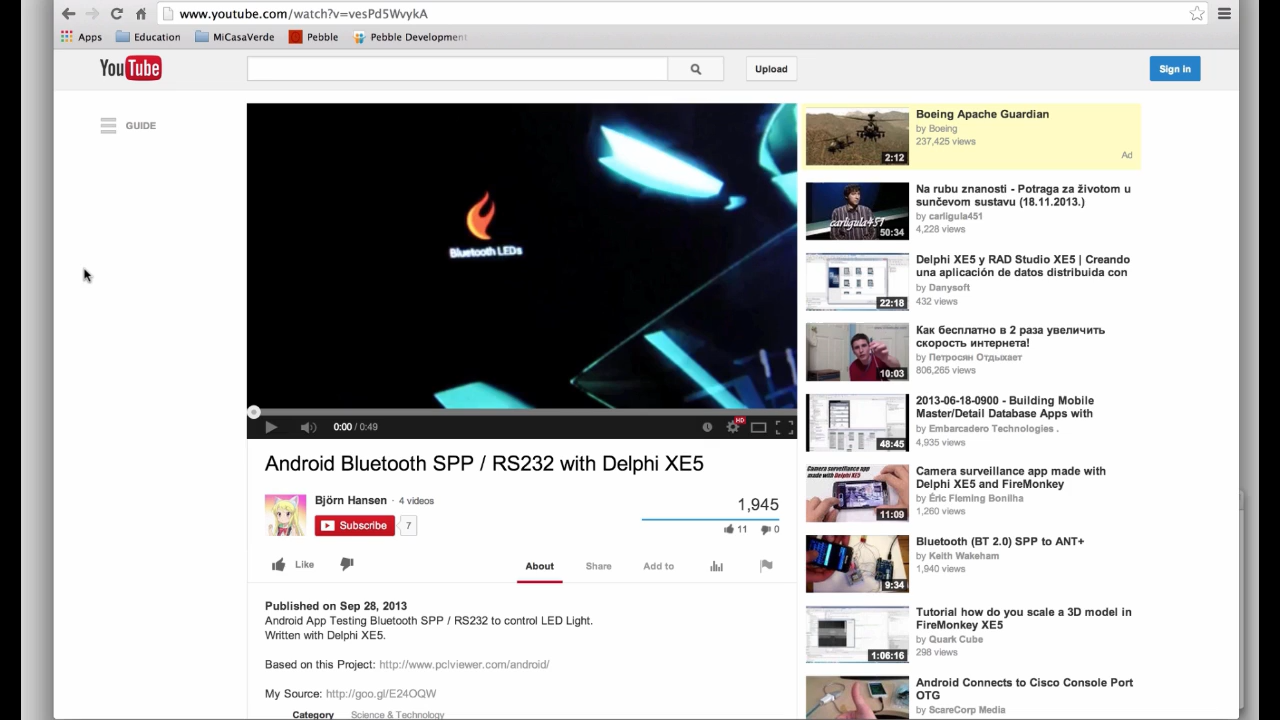 www.youtube.com/watch?v=vesPd5WvykA
Apps Education MiCasaVerde Pebble Pebble Development
YouTube
Upload
Sign in
GUIDE
Bluetooth LEDs
0:00 / 0:49
HD
Android Bluetooth SPP / RS232 with Delphi XE5
Björn Hansen · 4 videos
Subscribe 7
1,945
11 0
Like
About Share Add to
Published on Sep 28, 2013
Android App Testing Bluetooth SPP / RS232 to control LED Light.
Written with Delphi XE5.
Based on this Project: http://www.pclviewer.com/android/
My Source: http://goo.gl/E24OQW
Category Science & Technology
Boeing Apache Guardian
by Boeing
237,425 views
Ad
2:12
Na rubu znanosti - Potraga za životom u
sunčevom sustavu (18.11.2013.)
by carligula451
4,228 views
carligula451
50:34
Delphi XE5 y RAD Studio XE5 | Creando
una aplicación de datos distribuida con
by Danysoft
432 views
22:18
Как бесплатно в 2 раза увеличить
скорость интернета!
by Петросян Отдыхает
806,265 views
10:03
2013-06-18-0900 - Building Mobile
Master/Detail Database Apps with
by Embarcadero Technologies .
4,935 views
48:45
Camera surveillance app made with
Delphi XE5 and FireMonkey
by Éric Fleming Bonilha
1,260 views
Camera surveillance app
made with Delphi XE5
11:09
Bluetooth (BT 2.0) SPP to ANT+
by Keith Wakeham
1,940 views
9:34
Tutorial how do you scale a 3D model in
FireMonkey XE5
by Quark Cube
298 views
1:06:16
Android Connects to Cisco Console Port
OTG
by ScareCorp Media